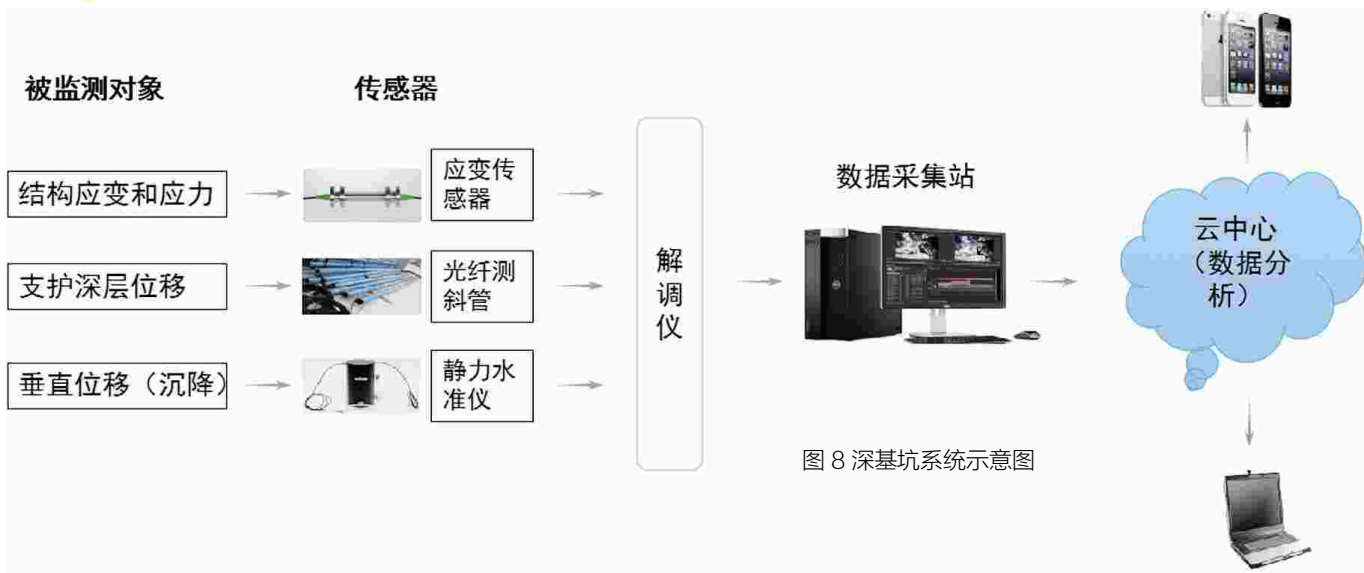 被监测对象
传感器
结构应变和应力
应变传
感器
支护深层位移
光纤测
斜管
垂直位移（沉降）
静力水
准仪
解
调
仪
数据采集站
云中心
（数据分
析）
图 8 深基坑系统示意图